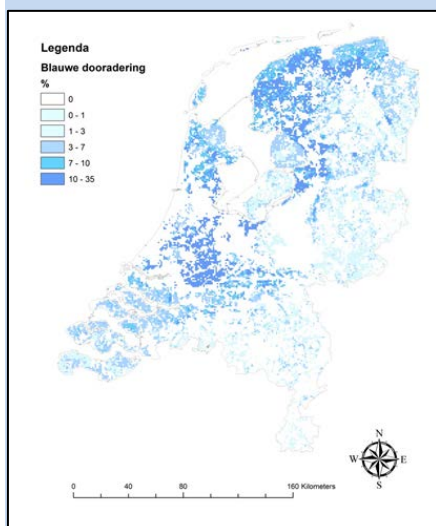 Legenda
Blauwe dooradering
%
0
0 - 1
1 - 3
3 - 7
7 - 10
10 - 35
N
W E
S
0 40 80 160 Kilometers